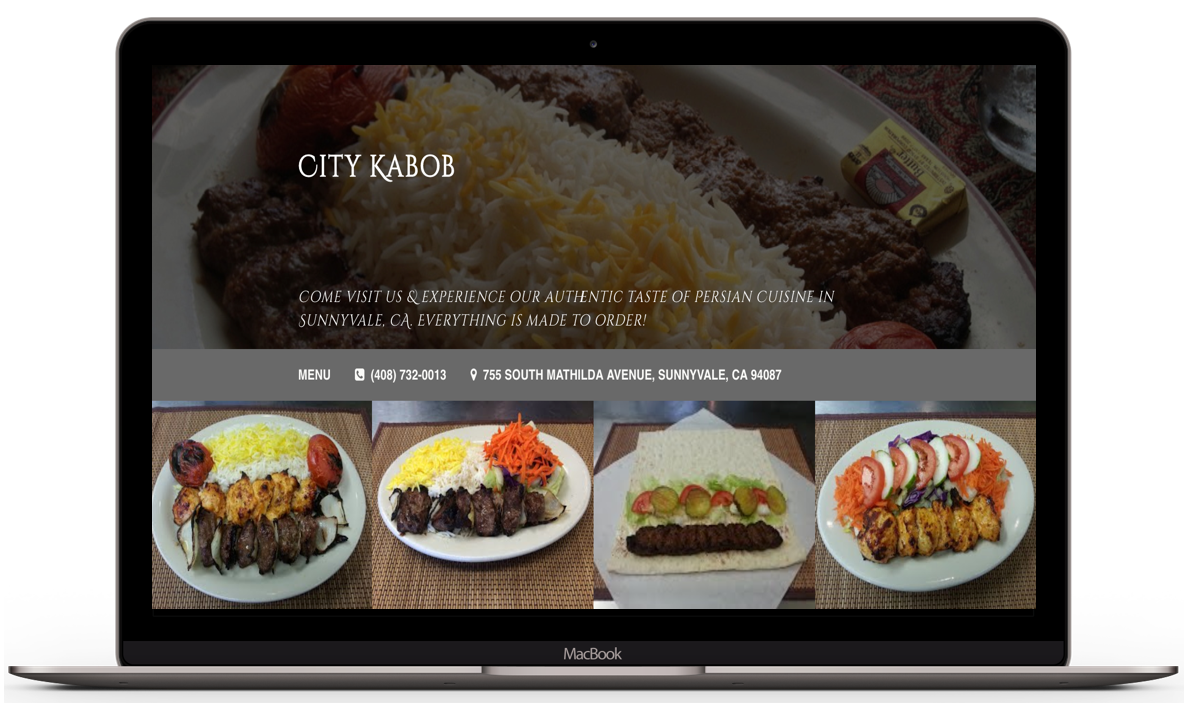 CITY KABOB
COME VISIT US & EXPERIENCE OUR AUTHENTIC TASTE OF PERSIAN CUISINE IN
SUNNYVALE, CA. EVERYTHING IS MADE TO ORDER!
MENU (408) 732-0013 755 SOUTH MATHILDA AVENUE, SUNNYVALE, CA 94087
MacBook